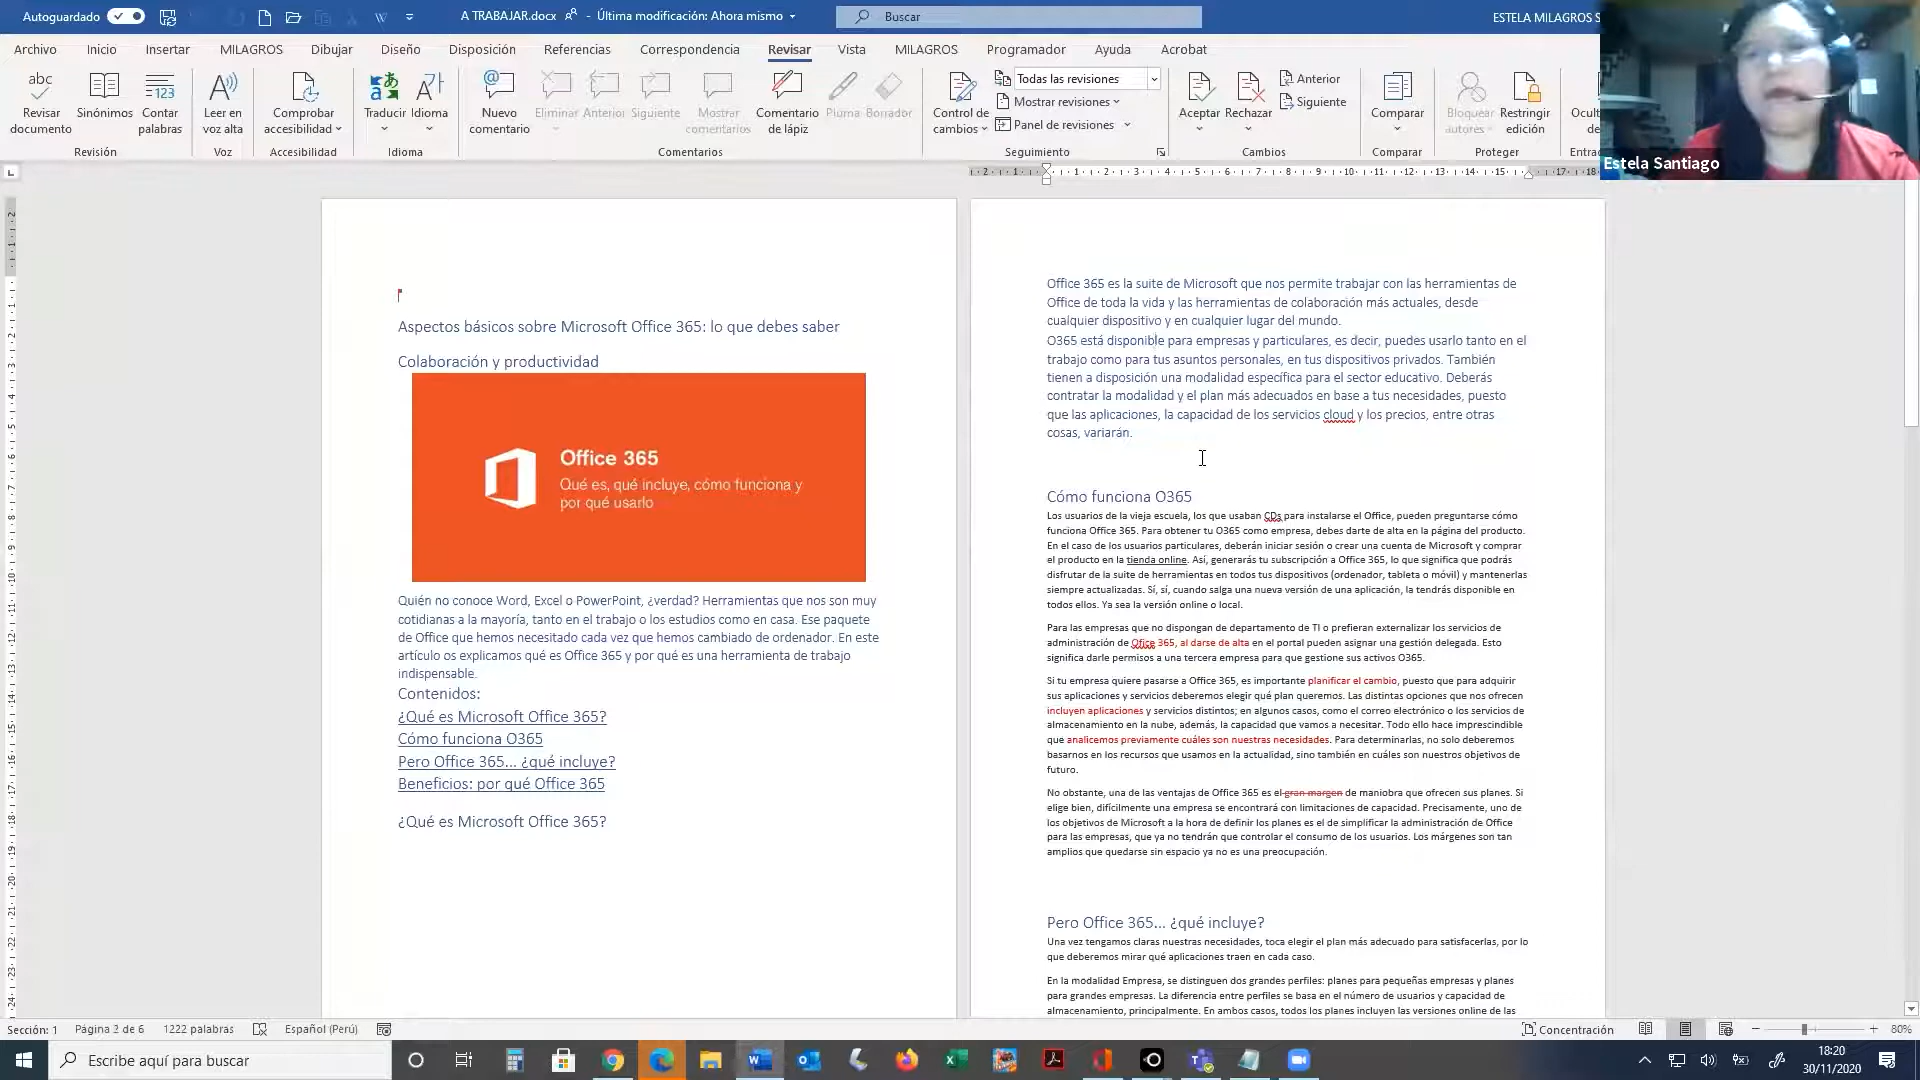 Autoguardado
A TRABAJAR.docx - Última modificación: Ahora mismo
Buscar
ESTELA MILAGROS S
Archivo Inicio Insertar MILAGROS Dibujar Diseño Disposición Referencias Correspondencia Revisar Vista MILAGROS Programador Ayuda Acrobat
Revisar documento
Sinónimos
Contar palabras
Revisión
Leer en voz alta
Voz
Comprobar accesibilidad
Accesibilidad
Traducir
Idioma
Idioma
Nuevo comentario
Eliminar
Anterior
Siguiente
Mostrar comentarios
Comentario de lápiz
Pluma
Borrador
Comentarios
Control de cambios
Todas las revisiones
Mostrar revisiones
Panel de revisiones
Seguimiento
Aceptar
Rechazar
Anterior
Siguiente
Cambios
Comparar
Comparar
Bloquear autores
Restringir edición
Proteger
Estela Santiago
Aspectos básicos sobre Microsoft Office 365: lo que debes saber
Colaboración y productividad
Office 365
Qué es, qué incluye, cómo funciona y
por qué usarlo
Quién no conoce Word, Excel o PowerPoint, ¿verdad? Herramientas que nos son muy
cotidianas a la mayoría, tanto en el trabajo o los estudios como en casa. Ese paquete
de Office que hemos necesitado cada vez que hemos cambiado de ordenador. En este
artículo os explicamos qué es Office 365 y por qué es una herramienta de trabajo
indispensable.
Contenidos:
¿Qué es Microsoft Office 365?
Cómo funciona O365
Pero Office 365... ¿qué incluye?
Beneficios: por qué Office 365
¿Qué es Microsoft Office 365?
Office 365 es la suite de Microsoft que nos permite trabajar con las herramientas de
Office de toda la vida y las herramientas de colaboración más actuales, desde
cualquier dispositivo y en cualquier lugar del mundo.
O365 está disponible para empresas y particulares, es decir, puedes usarlo tanto en el
trabajo como para tus asuntos personales, en tus dispositivos privados. También
tienen a disposición una modalidad específica para el sector educativo. Deberás
contratar la modalidad y el plan más adecuados en base a tus necesidades, puesto
que las aplicaciones, la capacidad de los servicios cloud y los precios, entre otras
cosas, variarán.
Cómo funciona O365
Los usuarios de la vieja escuela, los que usaban CDs para instalarse el Office, pueden preguntarse cómo
funciona Office 365. Para obtener tu O365 como empresa, debes darte de alta en la página del producto.
En el caso de los usuarios particulares, deberán iniciar sesión o crear una cuenta de Microsoft y comprar
el producto en la tienda online. Así, generarás tu subscripción a Office 365, lo que significa que podrás
disfrutar de la suite de herramientas en todos tus dispositivos (ordenador, tableta o móvil) y mantenerlas
siempre actualizadas. Sí, sí, cuando salga una nueva versión de una aplicación, la tendrás disponible en
todos ellos. Ya sea la versión online o local.
Para las empresas que no dispongan de departamento de TI o prefieran externalizar los servicios de
administración de Ofice 365, al darse de alta en el portal pueden asignar una gestión delegada. Esto
significa darle permisos a una tercera empresa para que gestione sus activos O365.
Si tu empresa quiere pasarse a Office 365, es importante planificar el cambio, puesto que para adquirir
sus aplicaciones y servicios deberemos elegir qué plan queremos. Las distintas opciones que nos ofrecen
incluyen aplicaciones y servicios distintos; en algunos casos, como el correo electrónico o los servicios de
almacenamiento en la nube, además, la capacidad que vamos a necesitar. Todo ello hace imprescindible
que analicemos previamente cuáles son nuestras necesidades. Para determinarlas, no solo deberemos
basarnos en los recursos que usamos en la actualidad, sino también en cuáles son nuestros objetivos de
futuro.
No obstante, una de las ventajas de Office 365 es el gran margen de maniobra que ofrecen sus planes. Si
elige bien, difícilmente una empresa se encontrará con limitaciones de capacidad. Precisamente, uno de
los objetivos de Microsoft a la hora de definir los planes es el de simplificar la administración de Office
para las empresas, que ya no tendrán que controlar el consumo de los usuarios. Los márgenes son tan
amplios que quedarse sin espacio ya no es una preocupación.
Pero Office 365... ¿qué incluye?
Una vez tengamos claras nuestras necesidades, toca elegir el plan más adecuado para satisfacerlas, por lo
que deberemos mirar qué aplicaciones traen en cada caso.
En la modalidad Empresa, se distinguen dos grandes perfiles: planes para pequeñas empresas y planes
para grandes empresas. La diferencia entre perfiles se basa en el número de usuarios y capacidad de
almacenamiento, principalmente. En ambos casos, todos los planes incluyen las versiones online de las
Sección: 1 Página 2 de 6 1222 palabras Español (Perú) Concentración 80%
Escribe aquí para buscar
18:20
30/11/2020